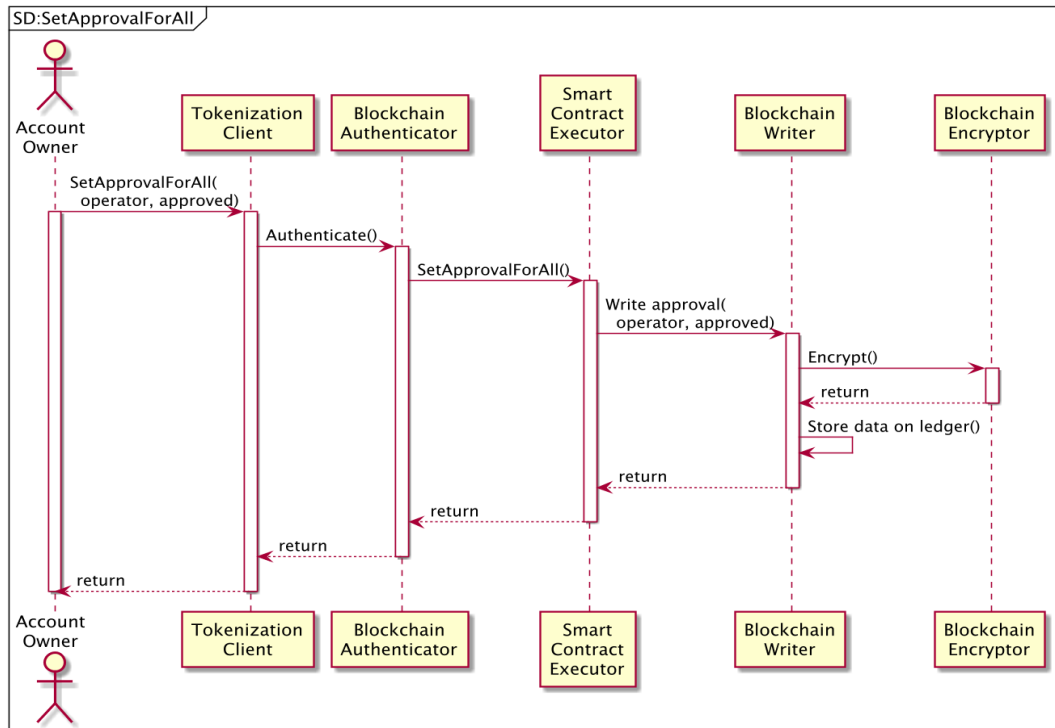 SD:SetApprovalForAll
Account
Owner
Tokenization
Client
Blockchain
Authenticator
Smart
Contract
Executor
Blockchain
Writer
Blockchain
Encryptor
SetApprovalForAll(
operator, approved)
Authenticate()
SetApprovalForAll()
Write approval(
operator, approved)
Encrypt()
return
Store data on ledger()
return
return
return
return
Account
Owner
Tokenization
Client
Blockchain
Authenticator
Smart
Contract
Executor
Blockchain
Writer
Blockchain
Encryptor